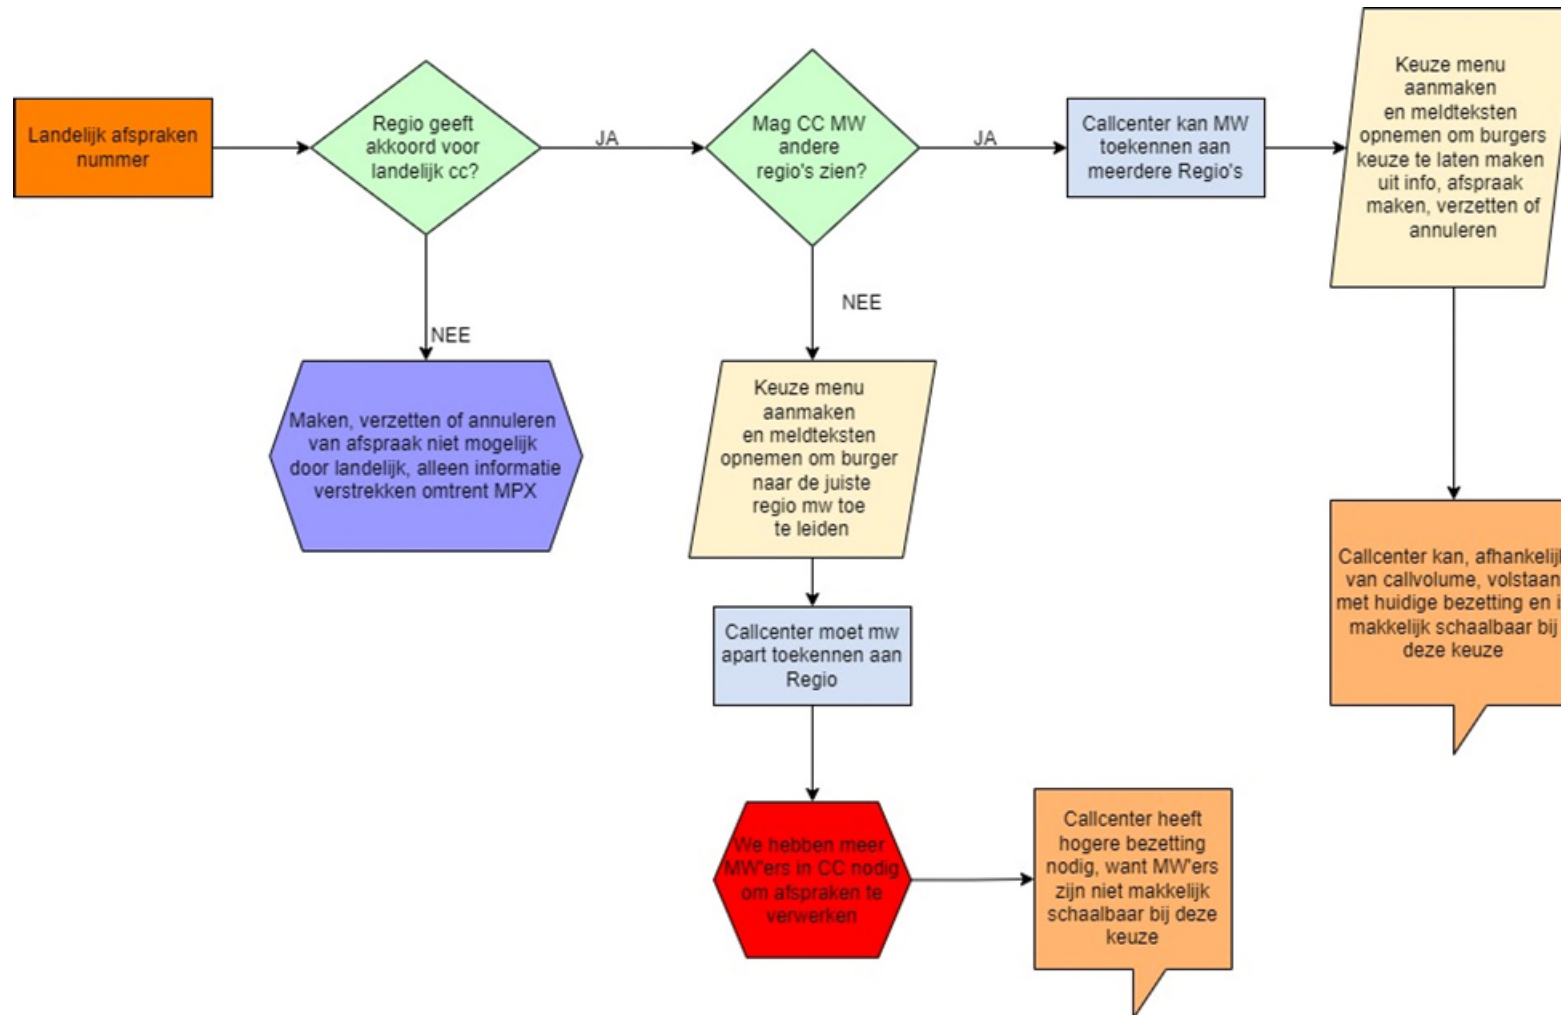 Landelijk afspraken
nummer
Regio geeft
akkoord voor
landelijk cc?
JA
Mag CC MW
andere
regio's zien?
JA
Callcenter kan MW
toekennen aan
meerdere Regio's
Keuze menu
aanmaken
en meldteksten
opnemen om burgers
keuze te laten maken
uit info, afspraak
maken, verzetten of
annuleren
NEE
Maken, verzetten of annuleren
van afspraak niet mogelijk
door landelijk, alleen informatie
verstrekken omtrent MPX
NEE
Keuze menu
aanmaken
en meldteksten
opnemen om burger
naar de juiste
regio mw toe
te leiden
Callcenter moet mw
apart toekennen aan
Regio
We hebben meer
MW'ers in CC nodig
om afspraken te
verwerken
Callcenter heeft
hogere bezetting
nodig, want MW'ers
zijn niet makkelijk
schaalbaar bij deze
keuze
Callcenter kan, afhankelijk
van callvolume, volstaan
met huidige bezetting en
makkelijk schaalbaar bij
deze keuze